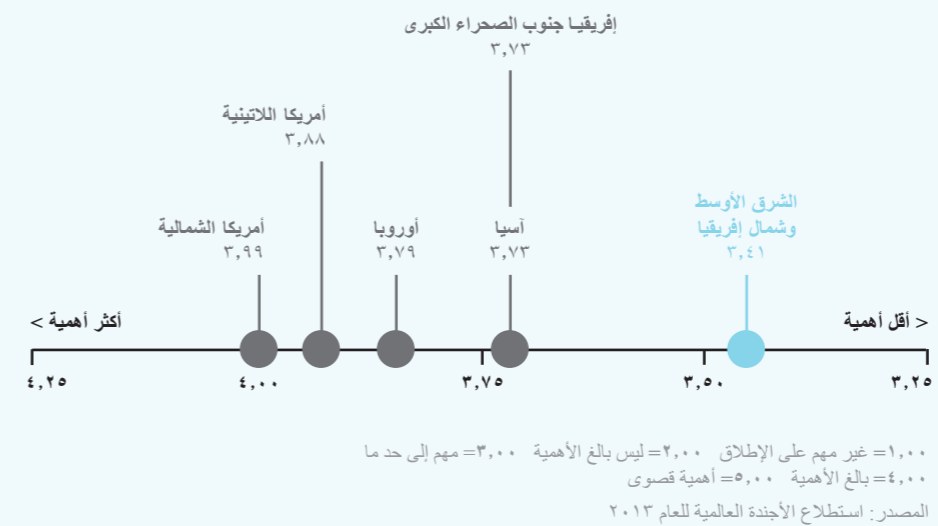 إفريقيا جنوب الصحراء الكبرى
٣,٧٣
أمريكا اللاتينية
٣,٨٨
الشرق الأوسط
وشمال إفريقيا
٣,٤١
آسيا
٣,٧٣
أوروبا
٣,٧٩
أمريكا الشمالية
٣,٩٩
< أقل أهمية
أكثر أهمية >
٣,٢٥
٣,٥٠
٣,٧٥
٤,٠٠
٤,٢٥
١,٠٠= غير مهم على الإطلاق ٢,٠٠= ليس بالغ الأهمية ٣,٠٠= مهم إلى حد ما
٤,٠٠= بالغ الأهمية ٥,٠٠= أهمية قصوى
المصدر: استطلاع الأجندة العالمية للعام ٢٠١٣